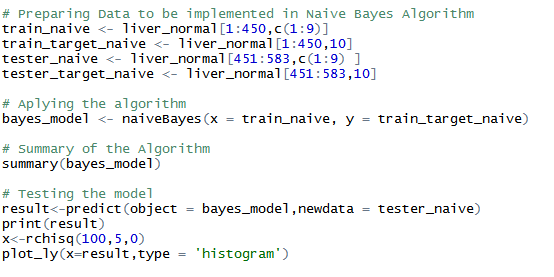 # Preparing Data to be implemented in Naive Bayes Algorithm
train_naive <- liver_normal[1:450,c(1:9)]
train_target_naive <- liver_normal[1:450,10]
tester_naive <- liver_normal[451:583,c(1:9) ]
tester_target_naive <- liver_normal[451:583,10]
# Aplying the algorithm
bayes_model <- naiveBayes(x = train_naive, y = train_target_naive)
# Summary of the Algorithm
summary(bayes_model)
# Testing the model
result<-predict(object = bayes_model,newdata = tester_naive)
print(result)
x<-rchisq(100,5,0)
plot_ly(x=result,type = 'histogram')